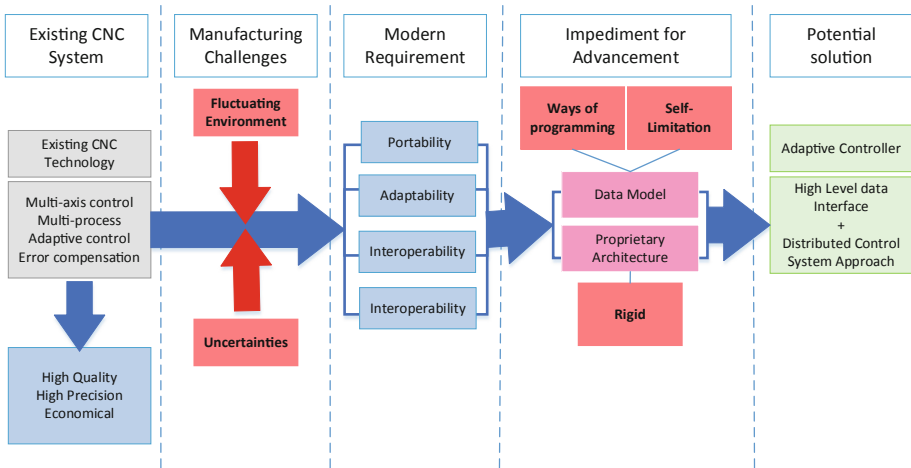 Existing CNC
System
Manufacturing
Challenges
Modern
Requirement
Impediment for
Advancement
Potential
solution
Existing CNC
Technology
Multi-axis control
Multi-process
Adaptive control
Error compensation
High Quality
High Precision
Economical
Fluctuating
Environment
Uncertainties
Portability
Adaptability
Interoperability
Interoperability
Ways of
programming
Self-
Limitation
Data Model
Proprietary
Architecture
Rigid
Adaptive Controller
High Level data
Interface
+
Distributed Control
System Approach